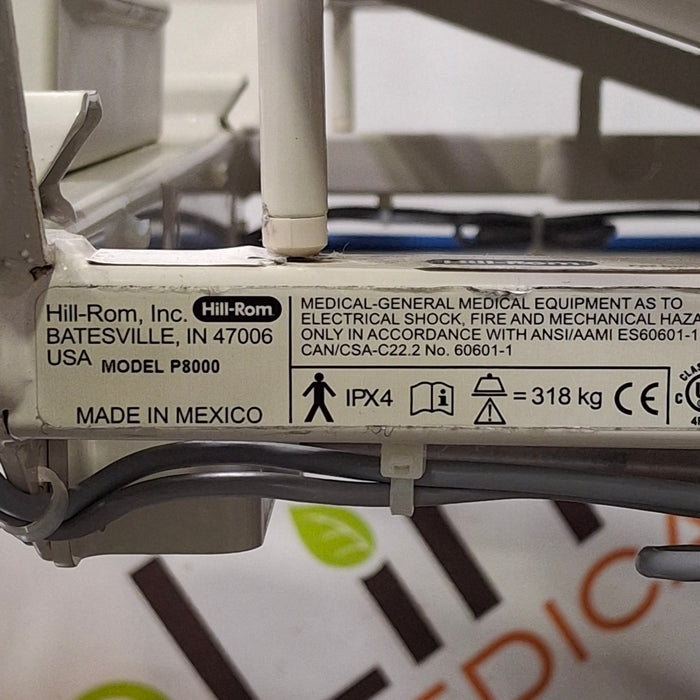 Hill-Rom, Inc. Hill-Rom
BATESVILLE, IN 47006
USA MODEL P8000
MADE IN MEXICO
MEDICAL-GENERAL MEDICAL EQUIPMENT AS TO
ELECTRICAL SHOCK, FIRE AND MECHANICAL HAZA
ONLY IN ACCORDANCE WITH ANSI/AAMI ES60601-1
CAN/CSA-C22.2 No. 60601-1
IPX4 i = 318 kg CE
EDICA